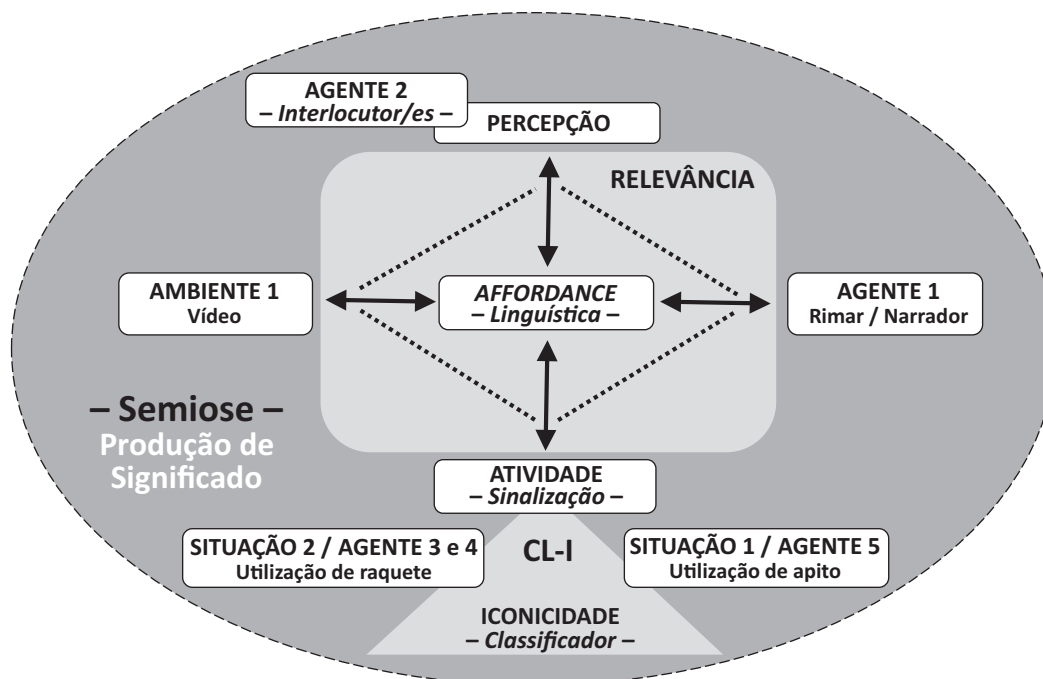 AGENTE 2
– Interlocutor/es –
PERCEPÇÃO
RELEVÂNCIA
AMBIENTE 1
Vídeo
AFFORDANCE
– Linguística –
AGENTE 1
Rimar / Narrador
– Semiose –
Produção de
Significado
ATIVIDADE
– Sinalização –
SITUAÇÃO 2 / AGENTE 3 e 4
Utilização de raquete
CL-I
SITUAÇÃO 1 / AGENTE 5
Utilização de apito
ICONICIDADE
– Classificador –